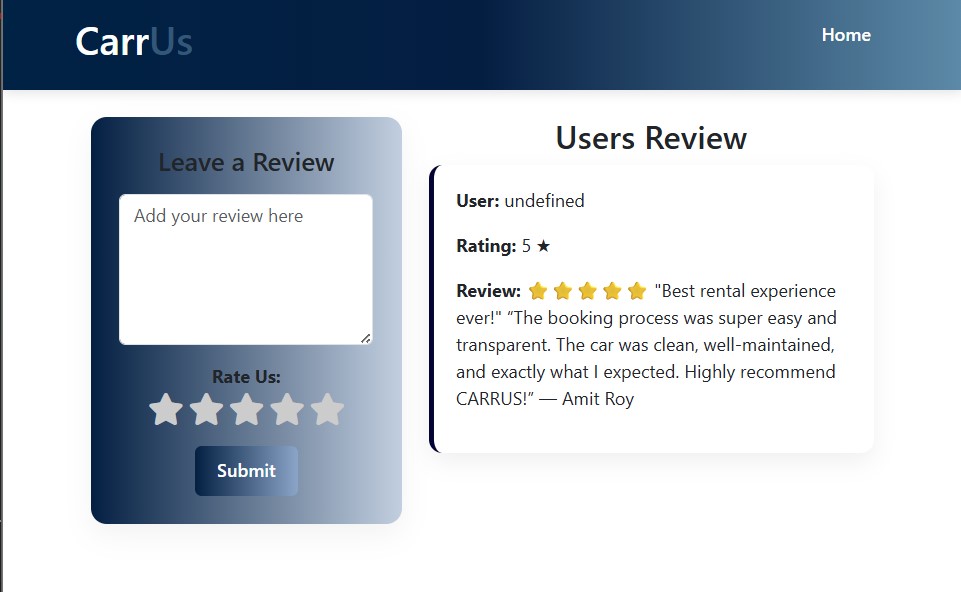 CarrUs
Home
Leave a Review
Add your review here
Rate Us:
Submit
Users Review
User: undefined
Rating: 5 ★
Review: ⭐⭐⭐⭐⭐ "Best rental experience
ever!" “The booking process was super easy and
transparent. The car was clean, well-maintained,
and exactly what I expected. Highly recommend
CARRUS!” — Amit Roy